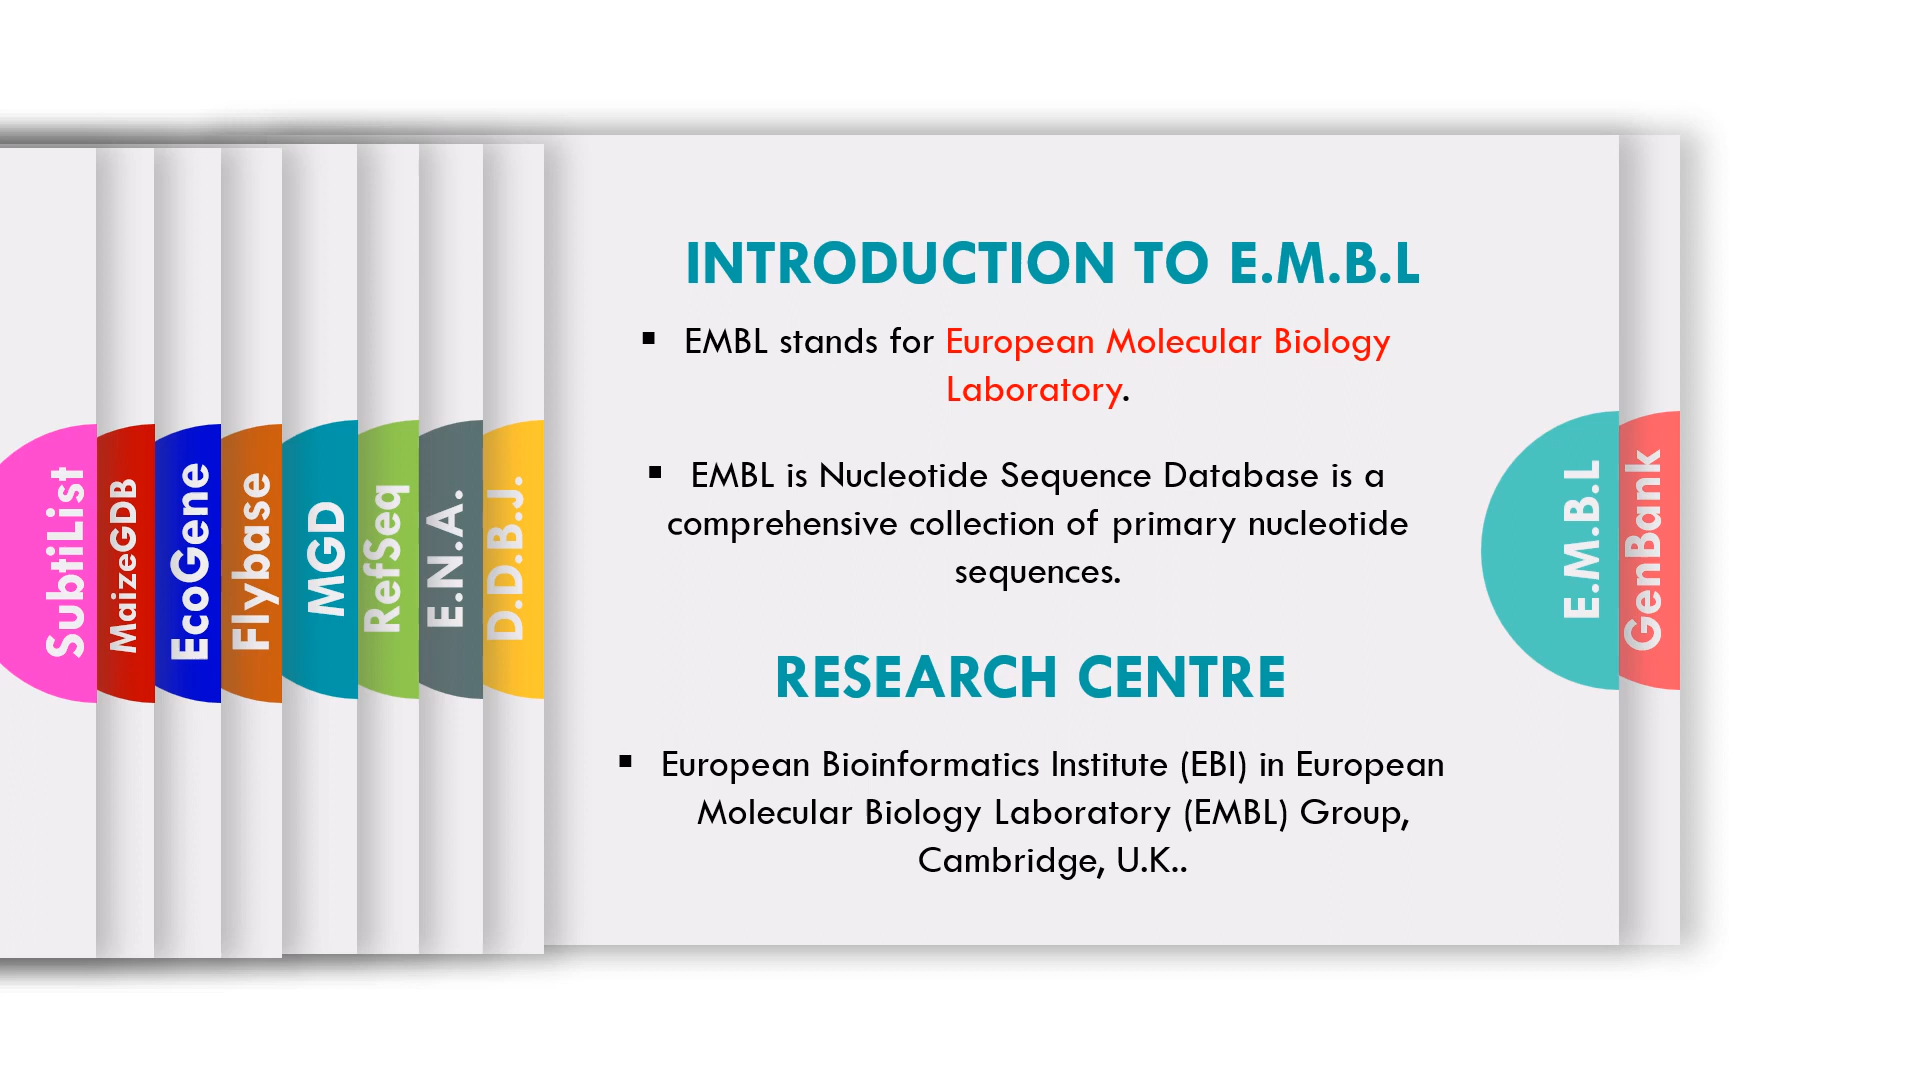 SubtiList
MaizeGDB
EcoGene
Flybase
MGD
RefSeq
E.N.A.
D.D.B.J.
INTRODUCTION TO E.M.B.L
▪ EMBL stands for European Molecular Biology
Laboratory.
▪ EMBL is Nucleotide Sequence Database is a
comprehensive collection of primary nucleotide
sequences.
RESEARCH CENTRE
▪ European Bioinformatics Institute (EBI) in European
Molecular Biology Laboratory (EMBL) Group,
Cambridge, U.K..
E.M.B.L
GenBank